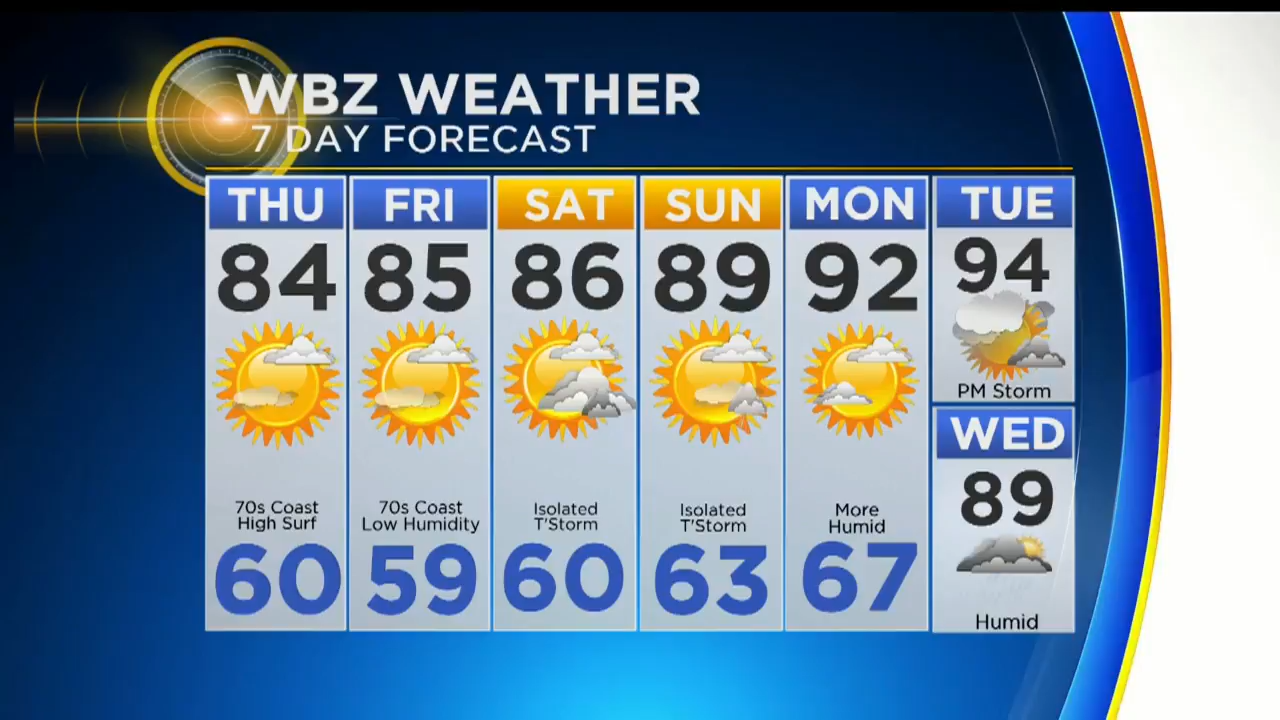 WBZ WEATHER
7 DAY FORECAST
THU
84
70s Coast
High Surf
60
FRI
85
70s Coast
Low Humidity
59
SAT
86
Isolated
T'Storm
60
SUN
89
Isolated
T'Storm
63
MON
92
More
Humid
67
TUE
94
PM Storm
WED
89
Humid